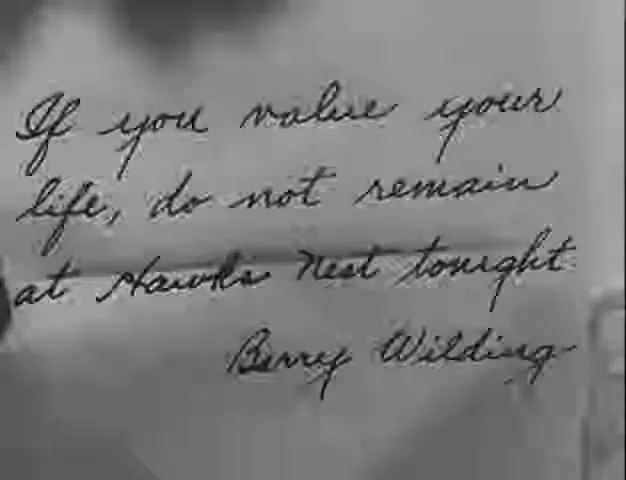 If you value your
life, do not remain
at Hawk's Nest tonight
Berry Wilding